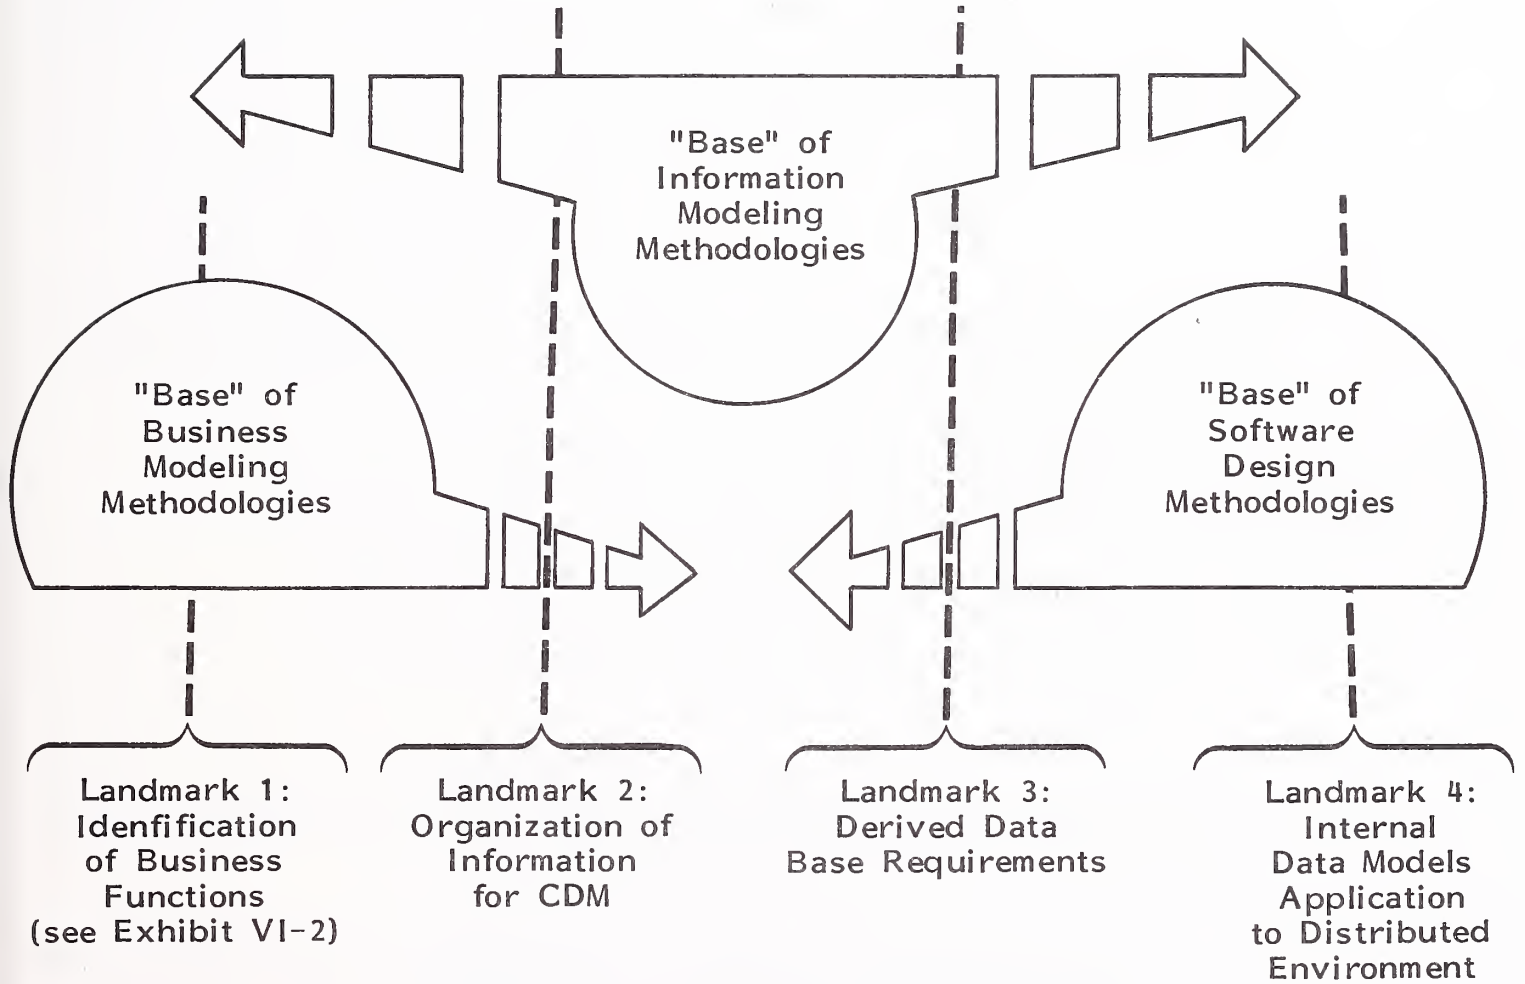 "Base" of
Information
Modeling
Methodologies
"Base" of
Business
Modeling
Methodologies
"Base" of
Software
Design
Methodologies
Landmark 1:
Idenfification
of Business
Functions
(see Exhibit VI-2)
Landmark 2:
Organization of
Information
for CDM
Landmark 3:
Derived Data
Base Requirements
Landmark 4:
Internal
Data Models
Application
to Distributed
Environment